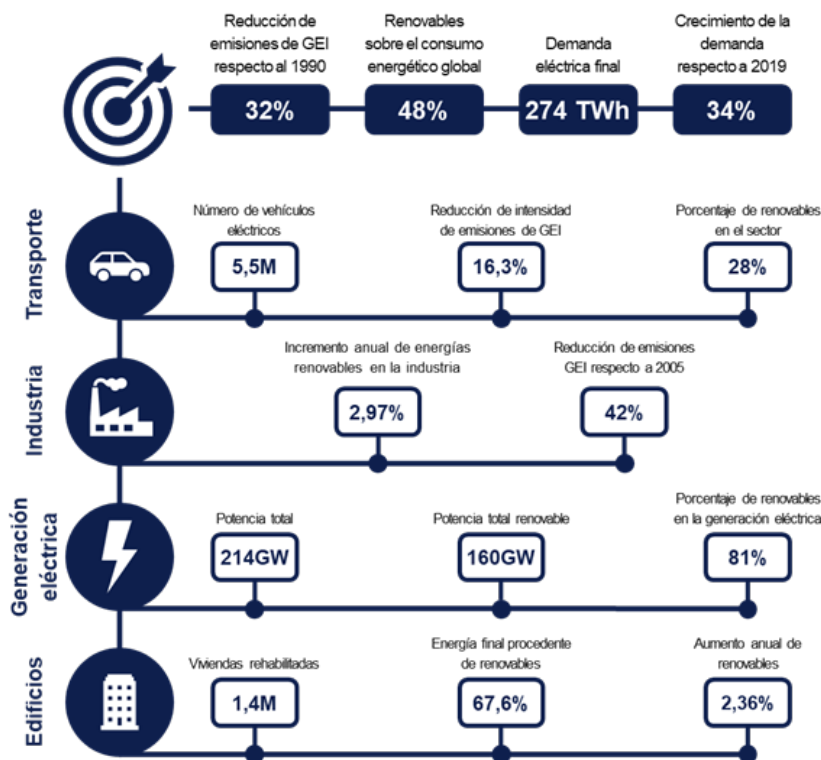 Reducción de
emisiones de GEI
respecto al 1990
32%
Renovables
sobre el consumo
energético global
48%
Demanda
eléctrica final
274 TWh
Crecimiento de la
demanda
respecto a 2019
34%
Transporte
Número de vehículos
eléctricos
5,5M
Reducción de intensidad
de emisiones de GEI
16,3%
Porcentaje de renovables
en el sector
28%
Industria
Incremento anual de energías
renovables en la industria
2,97%
Reducción de emisiones
GEI respecto a 2005
42%
Generación
eléctrica
Potencia total
214GW
Potencia total renovable
160GW
Porcentaje de renovables
en la generación eléctrica
81%
Edificios
Viviendas rehabilitadas
1,4M
Energía final procedente
de renovables
67,6%
Aumento anual de
renovables
2,36%